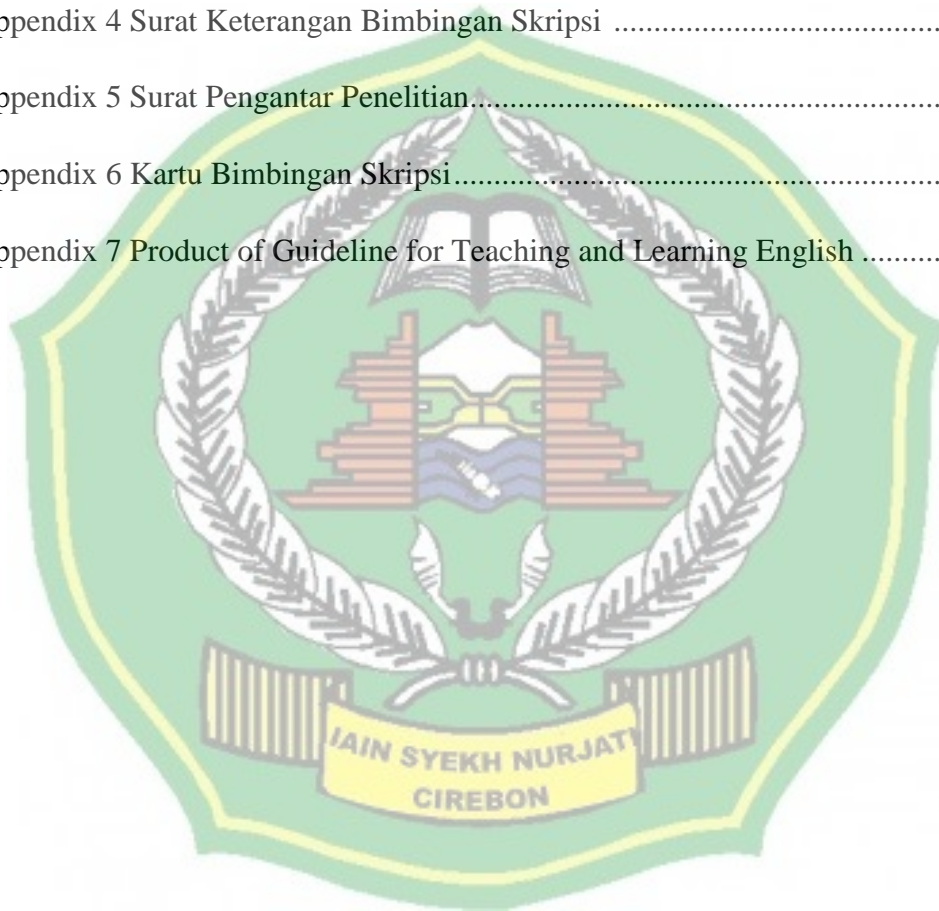 ppendix 4 Surat Keterangan Bimbingan Skripsi ........................................
ppendix 5 Surat Pengantar Penelitian..........................................................
ppendix 6 Kartu Bimbingan Skripsi............................................................
ppendix 7 Product of Guideline for Teaching and Learning English ..........
IAIN SYEKH NURJATI
CIREBON